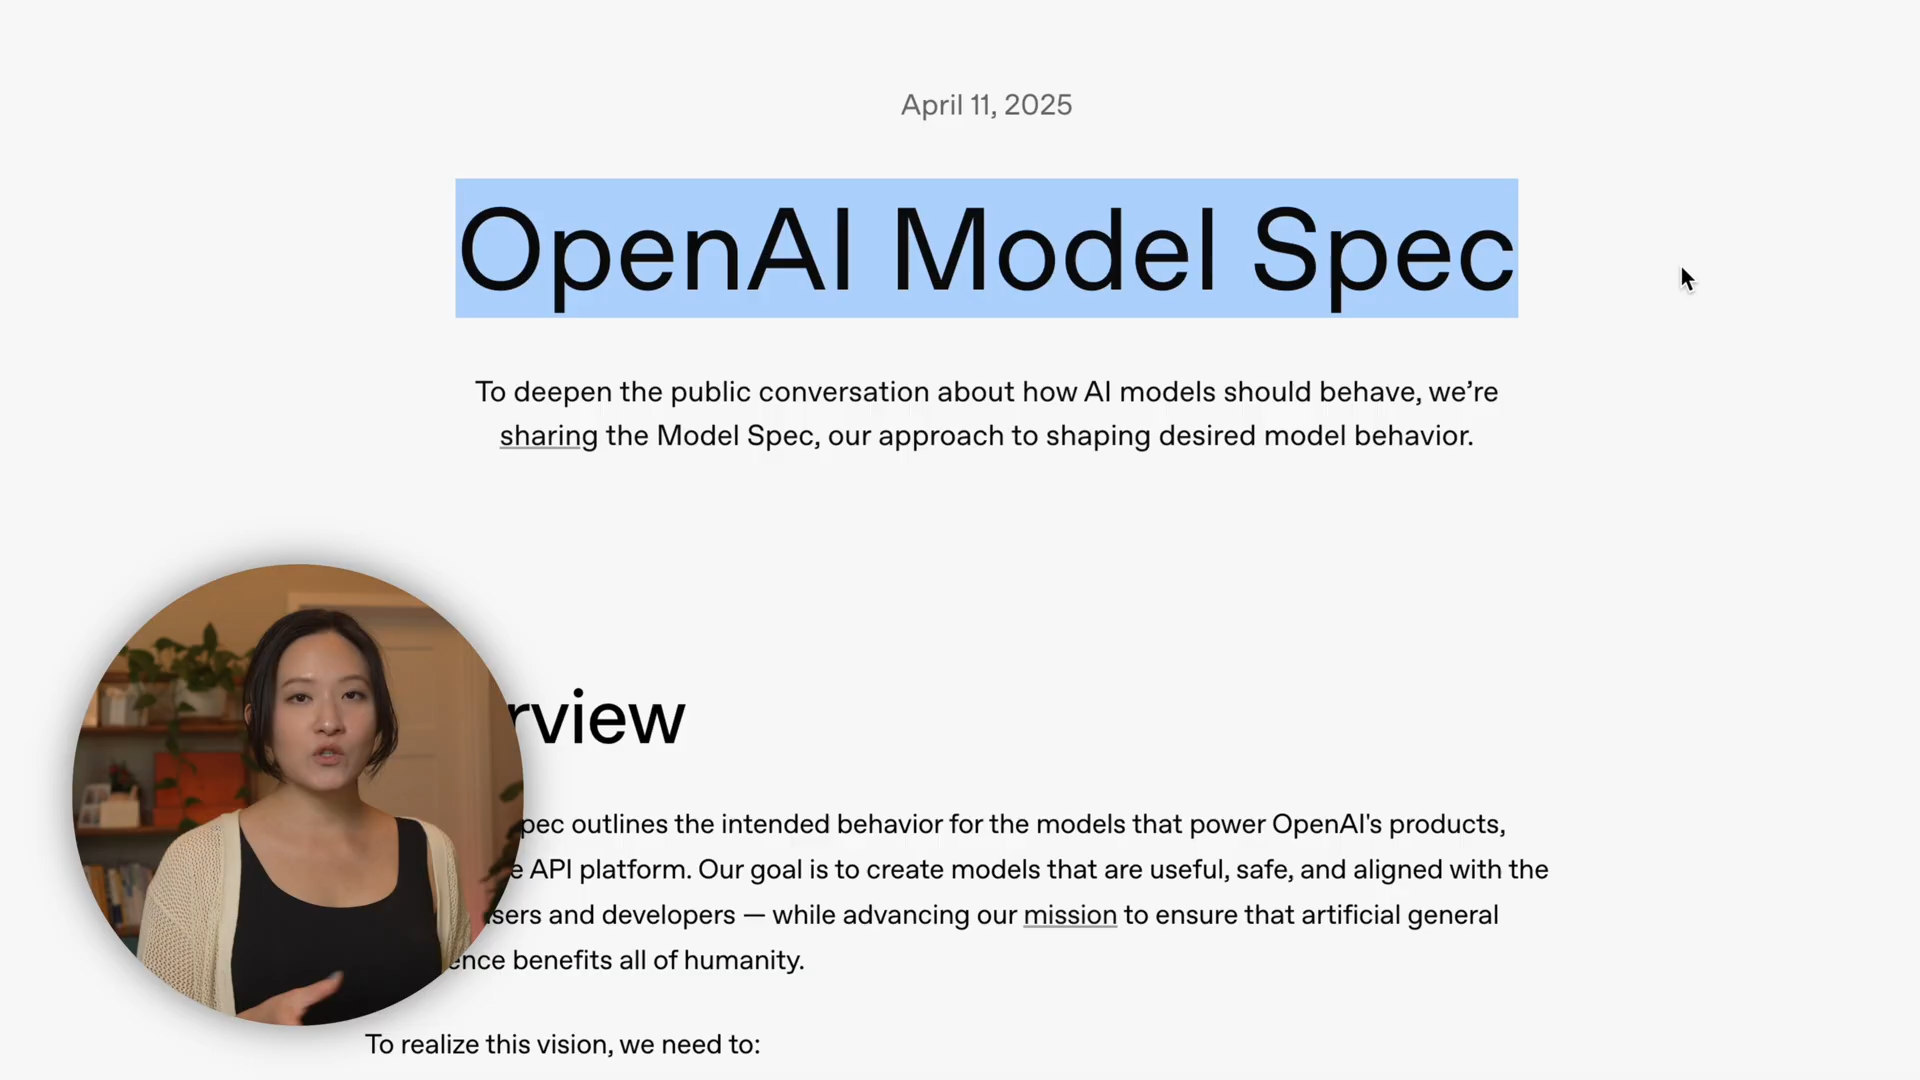 April 11, 2025
OpenAI Model Spec
To deepen the public conversation about how AI models should behave, we’re
sharing the Model Spec, our approach to shaping desired model behavior.
rview
pec outlines the intended behavior for the models that power OpenAI's products,
e API platform. Our goal is to create models that are useful, safe, and aligned with the
sers and developers — while advancing our mission to ensure that artificial general
ence benefits all of humanity.
To realize this vision, we need to: